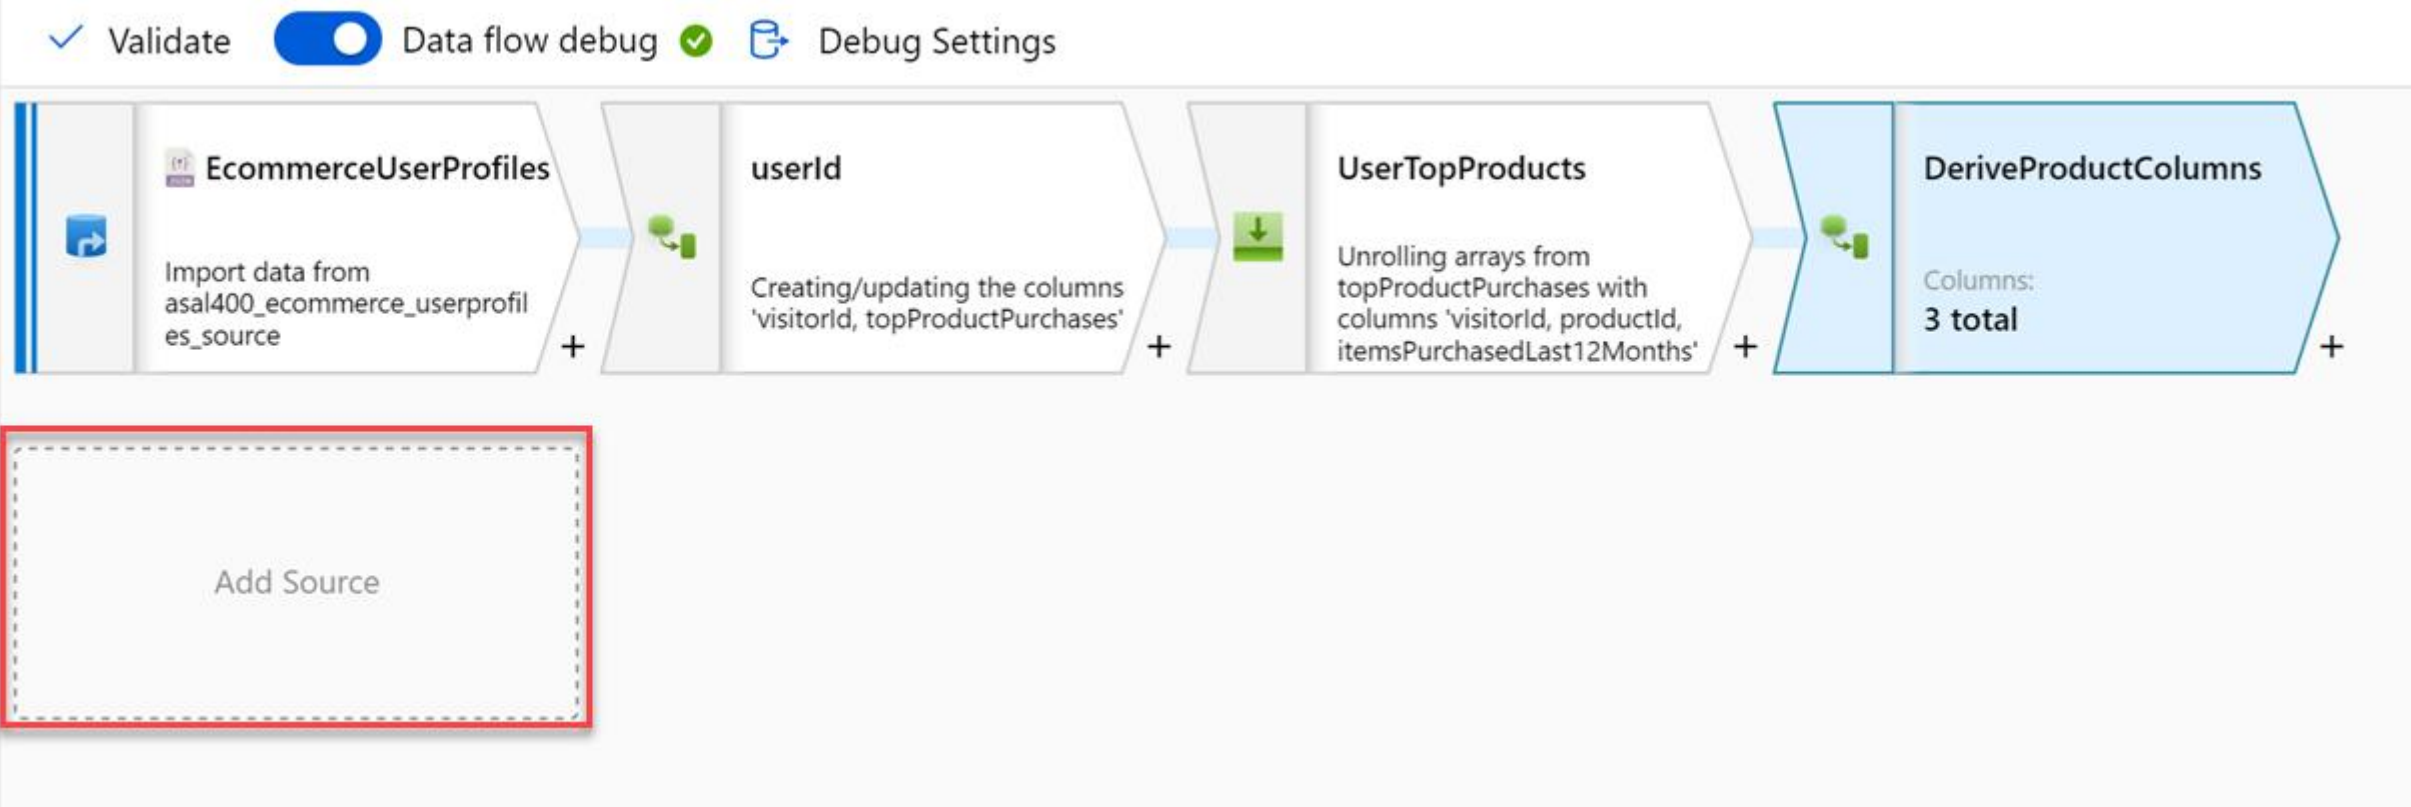 Validate Data flow debug Debug Settings
EcommerceUserProfiles
Import data from
asal400_ecommerce_userprofil
es_source
+
userId
Creating/updating the columns
'visitorId, topProductPurchases'
+
UserTopProducts
Unrolling arrays from
topProductPurchases with
columns 'visitorId, productId,
itemsPurchasedLast12Months'
+
DeriveProductColumns
Columns:
3 total
+
Add Source